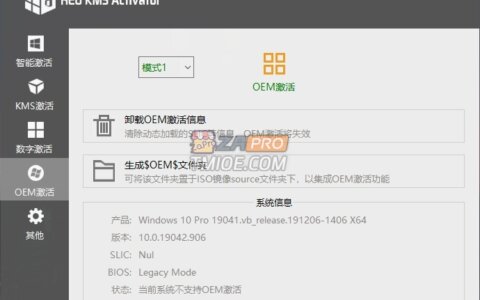 HEU KMS Activator
智能激活
KMS激活
数字激活
OEM激活
其他
模式1
OEM激活
卸载OEM激活信息
清除动态加载的SLIC信息，OEM激活将失效
生成$OEM$文件夹
可将该文件夹置于ISO镜像source文件夹下，以集成OEM激活功能
ZAPRO
系统信息
产品: Windows 10 Pro 19041.vb_release.191206-1406 X64
版本: 10.0.19042.906
SLIC: Nul
BIOS: Legacy Mode
状态: 当前系统不支持OEM激活